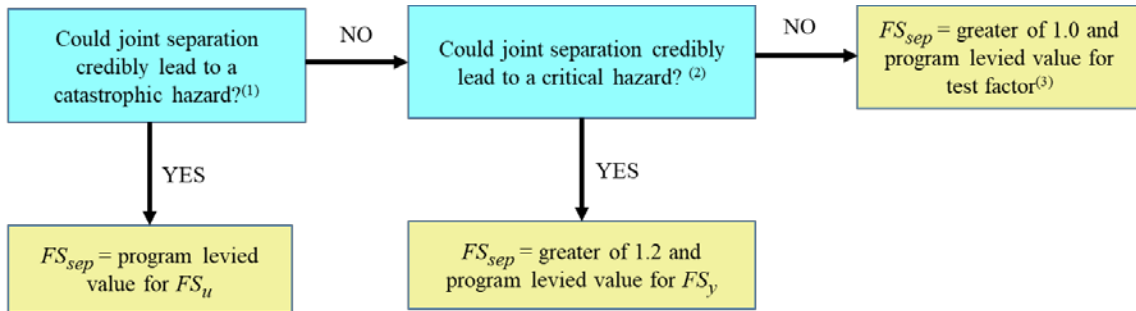 Could joint separation
credibly lead to a
catastrophic hazard?(1)
NO
Could joint separation credibly
lead to a critical hazard? (2)
NO
FSsep = greater of 1.0 and
program levied value for
test factor(3)
YES
YES
FSsep = program levied
value for FSu
FSsep = greater of 1.2 and
program levied value for FSy